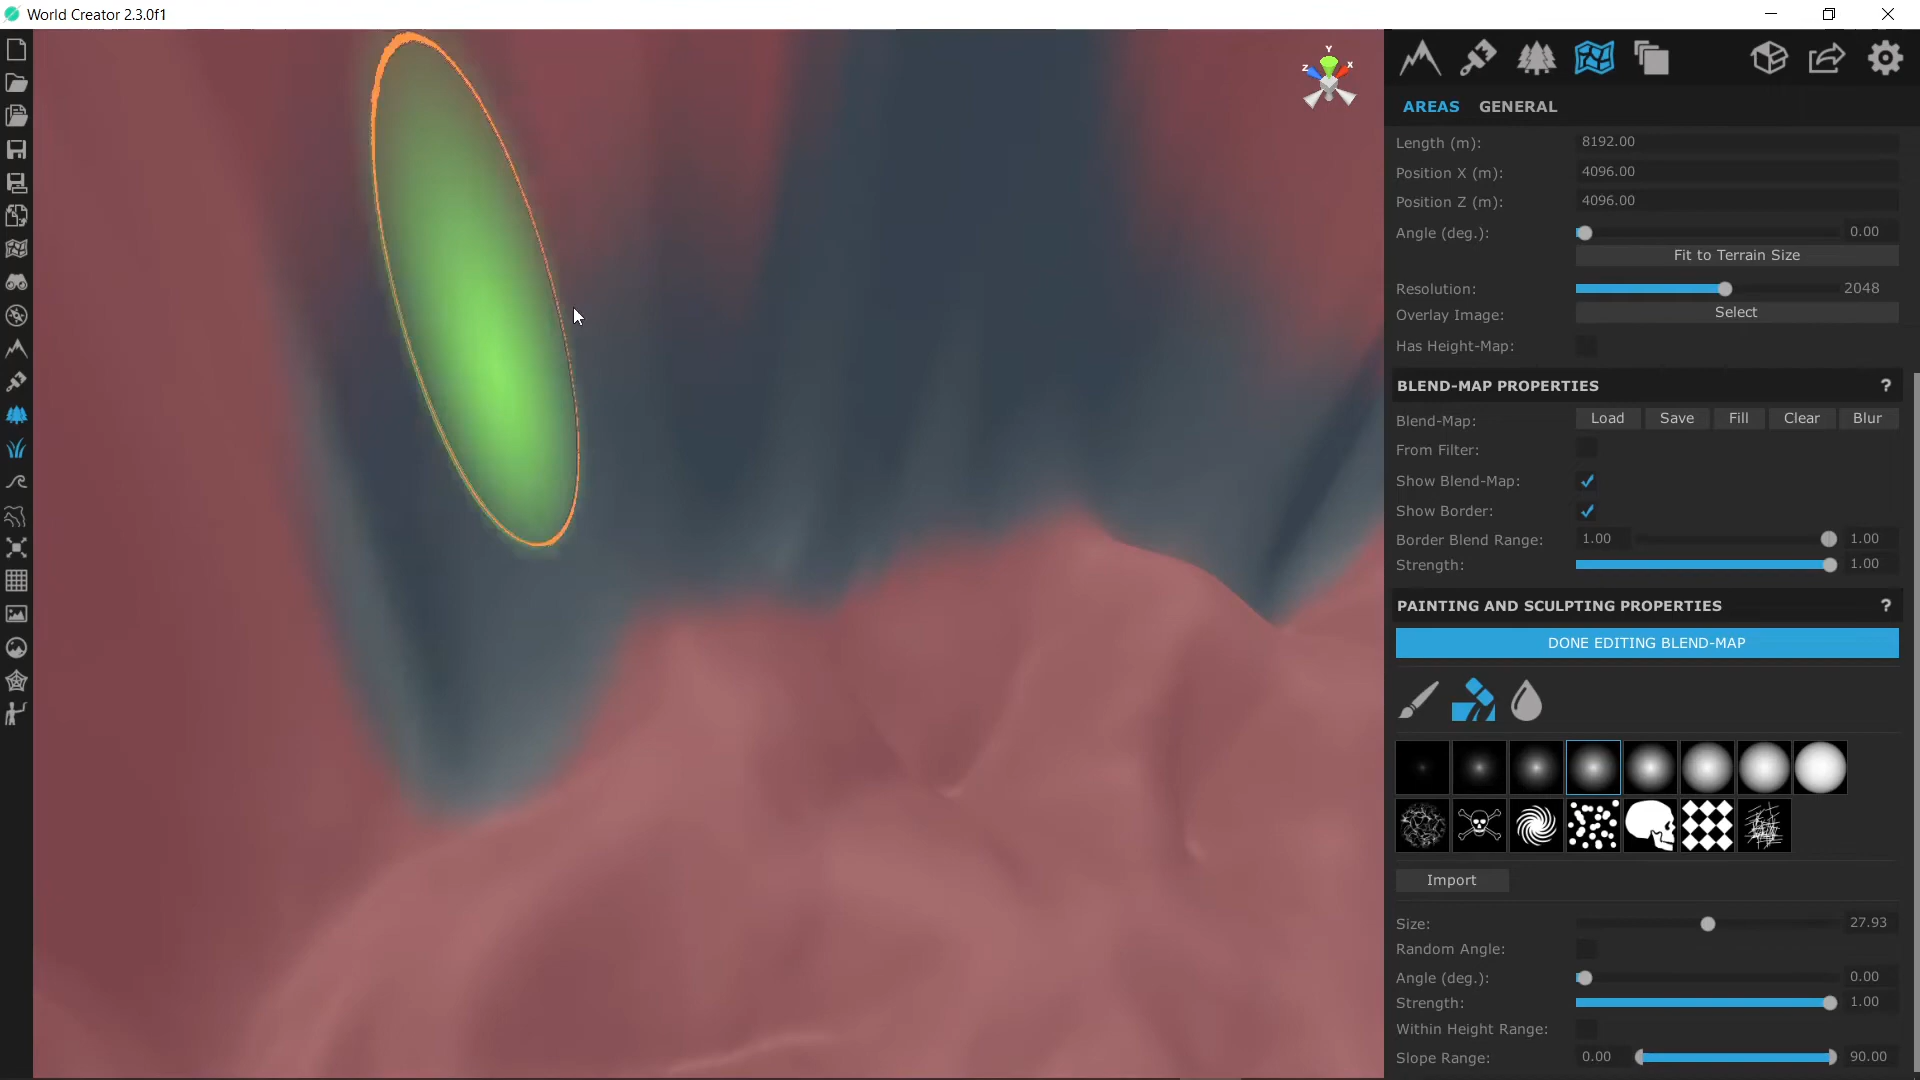 World Creator 2.3.0f1
Y
Z X
AREAS GENERAL
Length (m): 8192.00
Position X (m): 4096.00
Position Z (m): 4096.00
Angle (deg.): 0.00
Fit to Terrain Size
Resolution: 2048
Overlay Image: Select
Has Height-Map:
BLEND-MAP PROPERTIES ?
Blend-Map: Load Save Fill Clear Blur
From Filter:
Show Blend-Map:
Show Border:
Border Blend Range: 1.00 1.00
Strength: 1.00
PAINTING AND SCULPTING PROPERTIES ?
DONE EDITING BLEND-MAP
Import
Size: 27.93
Random Angle:
Angle (deg.): 0.00
Strength: 1.00
Within Height Range:
Slope Range: 0.00 90.00